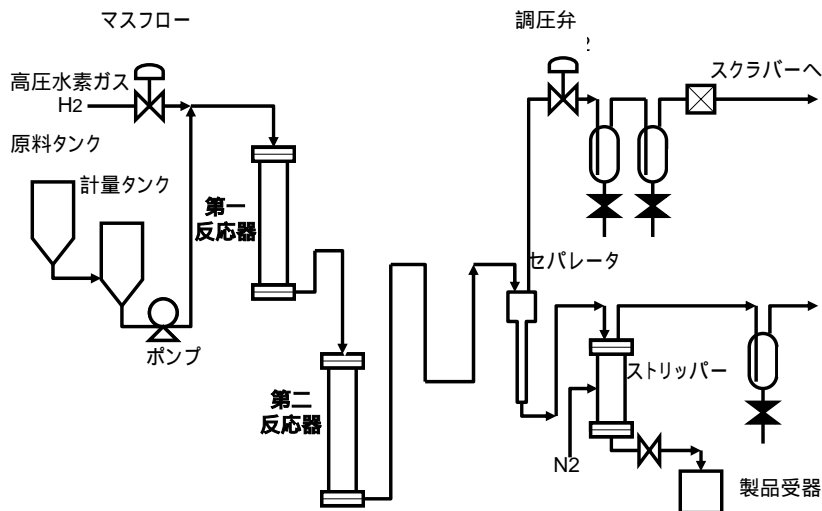 マスフロー
調圧弁
スクラバーへ
高圧水素ガス
H2
原料タンク
計量タンク
第一
反応器
セパレータ
ポンプ
ストリッパー
第二
反応器
N2
製品受器